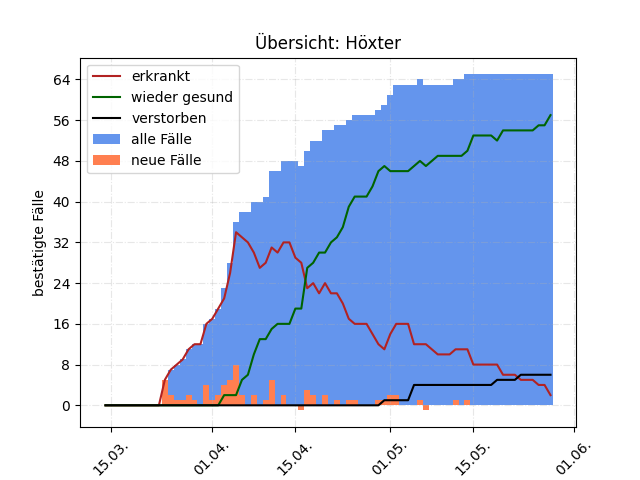 Übersicht: Höxter
erkrankt
wieder gesund
verstorben
alle Fälle
neue Fälle
bestätigte Fälle
64
56
48
40
32
24
16
8
0
15.03.
01.04.
15.04.
01.05.
15.05.
01.06.